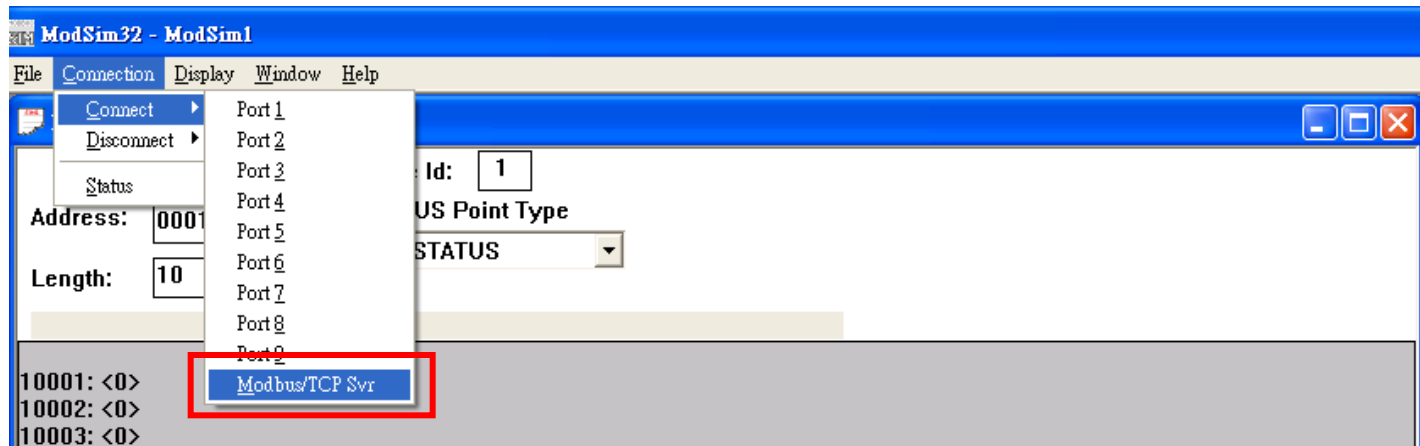 ModSim32 - ModSim1
File Connection Display Window Help
Connect
Disconnect
Status
Port 1
Port 2
Port 3
Port 4
Port 5
Port 6
Port 7
Port 8
Port 9
Modbus/TCP Svr
Id: 1
Address: 0001
US Point Type
STATUS
Length: 10
10001: <0>
10002: <0>
10003: <0>